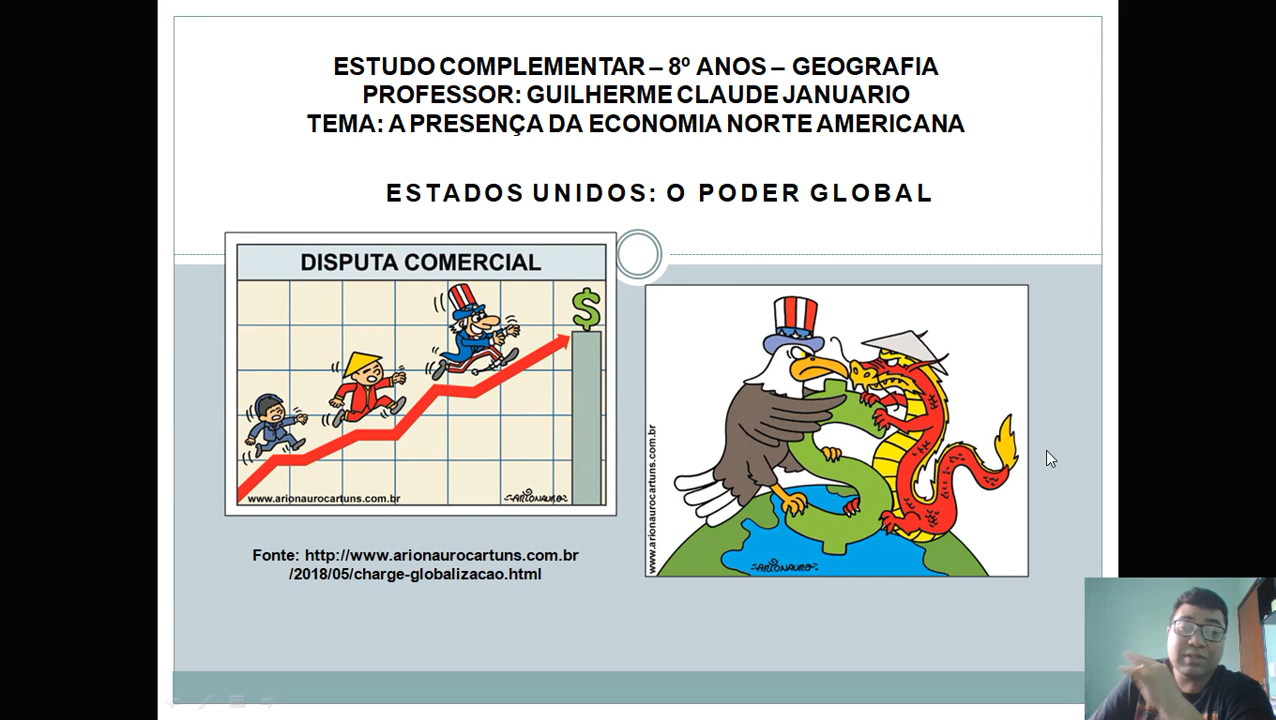 ESTUDO COMPLEMENTAR – 8º ANOS – GEOGRAFIA
PROFESSOR: GUILHERME CLAUDE JANUARIO
TEMA: A PRESENÇA DA ECONOMIA NORTE AMERICANA
ESTADOS UNIDOS: O PODER GLOBAL
DISPUTA COMERCIAL
$
www.arionaurocartuns.com.br
-ARIONAURO-
Fonte: http://www.arionaurocartuns.com.br
/2018/05/charge-globalizacao.html
www.arionaurocartuns.com.br
$
-ARIONAURO-